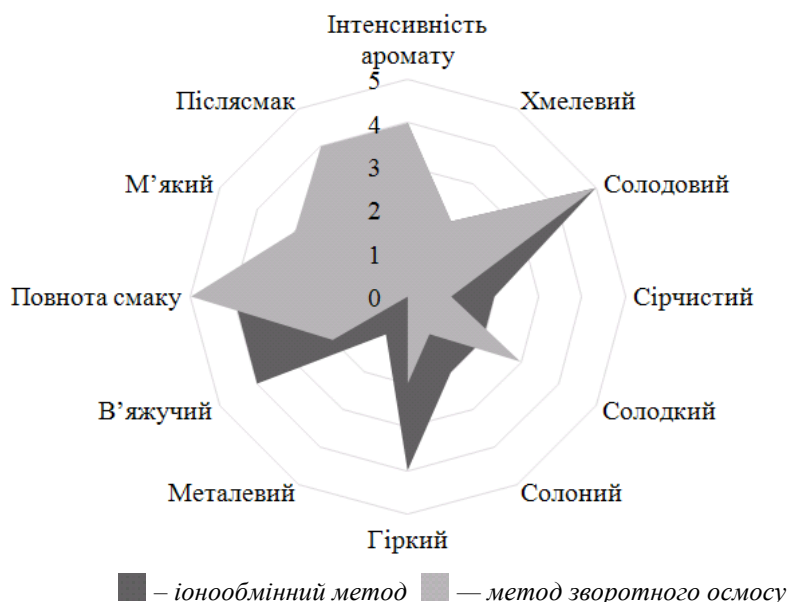 Інтенсивність
аромату
5
Післясмак
Хмелевий
4
М’який
3
Солодовий
2
1
Повнота смаку
0
Сірчистий
В’яжучий
Солодкий
Металевий
Солоний
Гіркий
– іонообмінний метод — метод зворотного осмосу